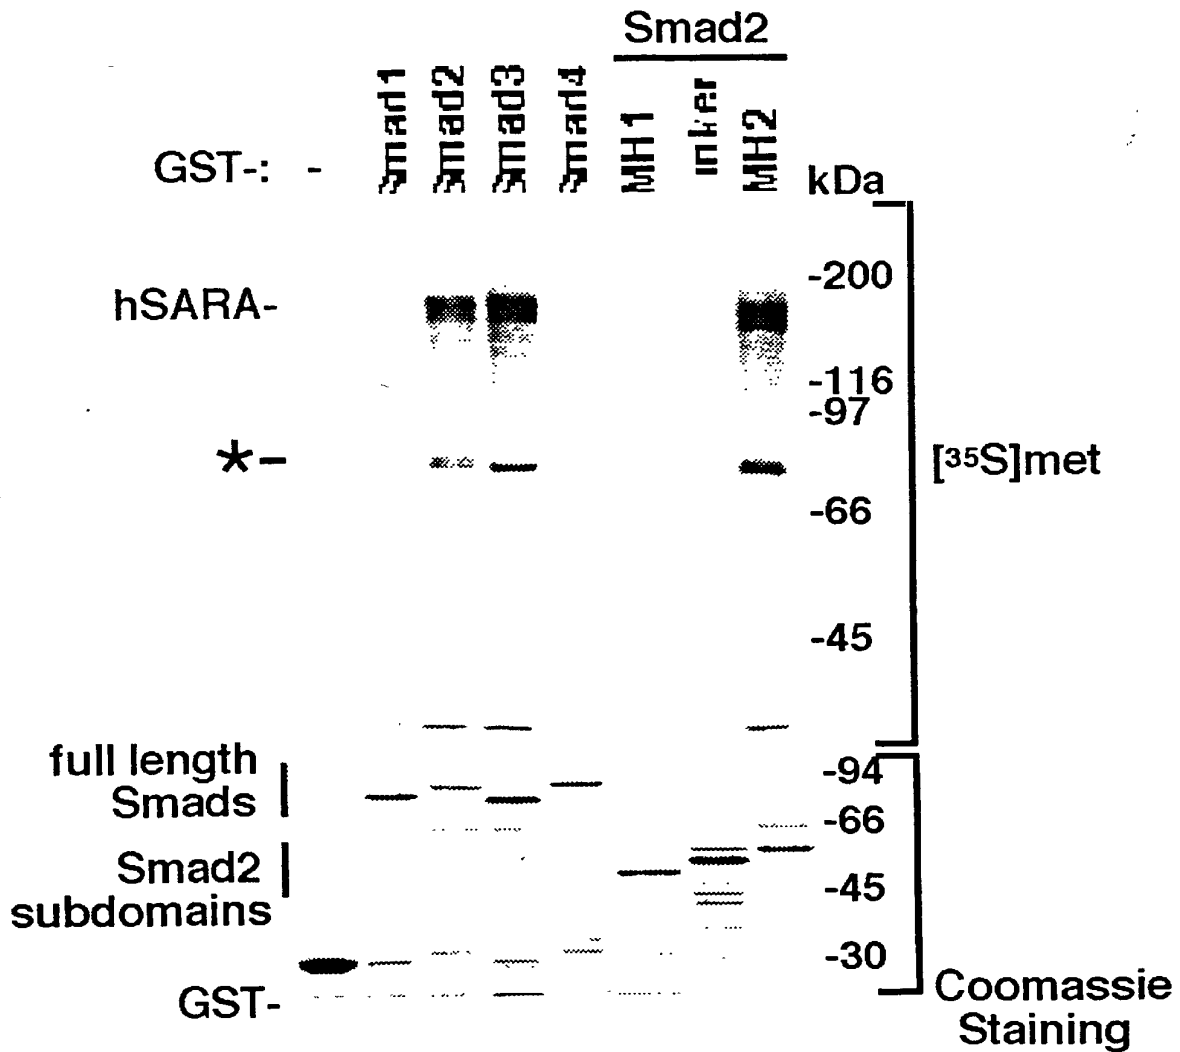 Smad2
GST-: - Smad1 Smad2 Smad3 Smad4 MH1 inker MH2 kDa
-200
hSARA-
-116
-97
*-
[³⁵S]met
-66
-45
full length
Smads
-94
-66
Smad2
subdomains
-45
-30
GST-
Coomassie
Staining